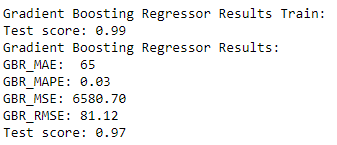 Gradient Boosting Regressor Results Train:
Test score: 0.99
Gradient Boosting Regressor Results:
GBR_MAE:  65
GBR_MAPE: 0.03
GBR_MSE: 6580.70
GBR_RMSE: 81.12
Test score: 0.97